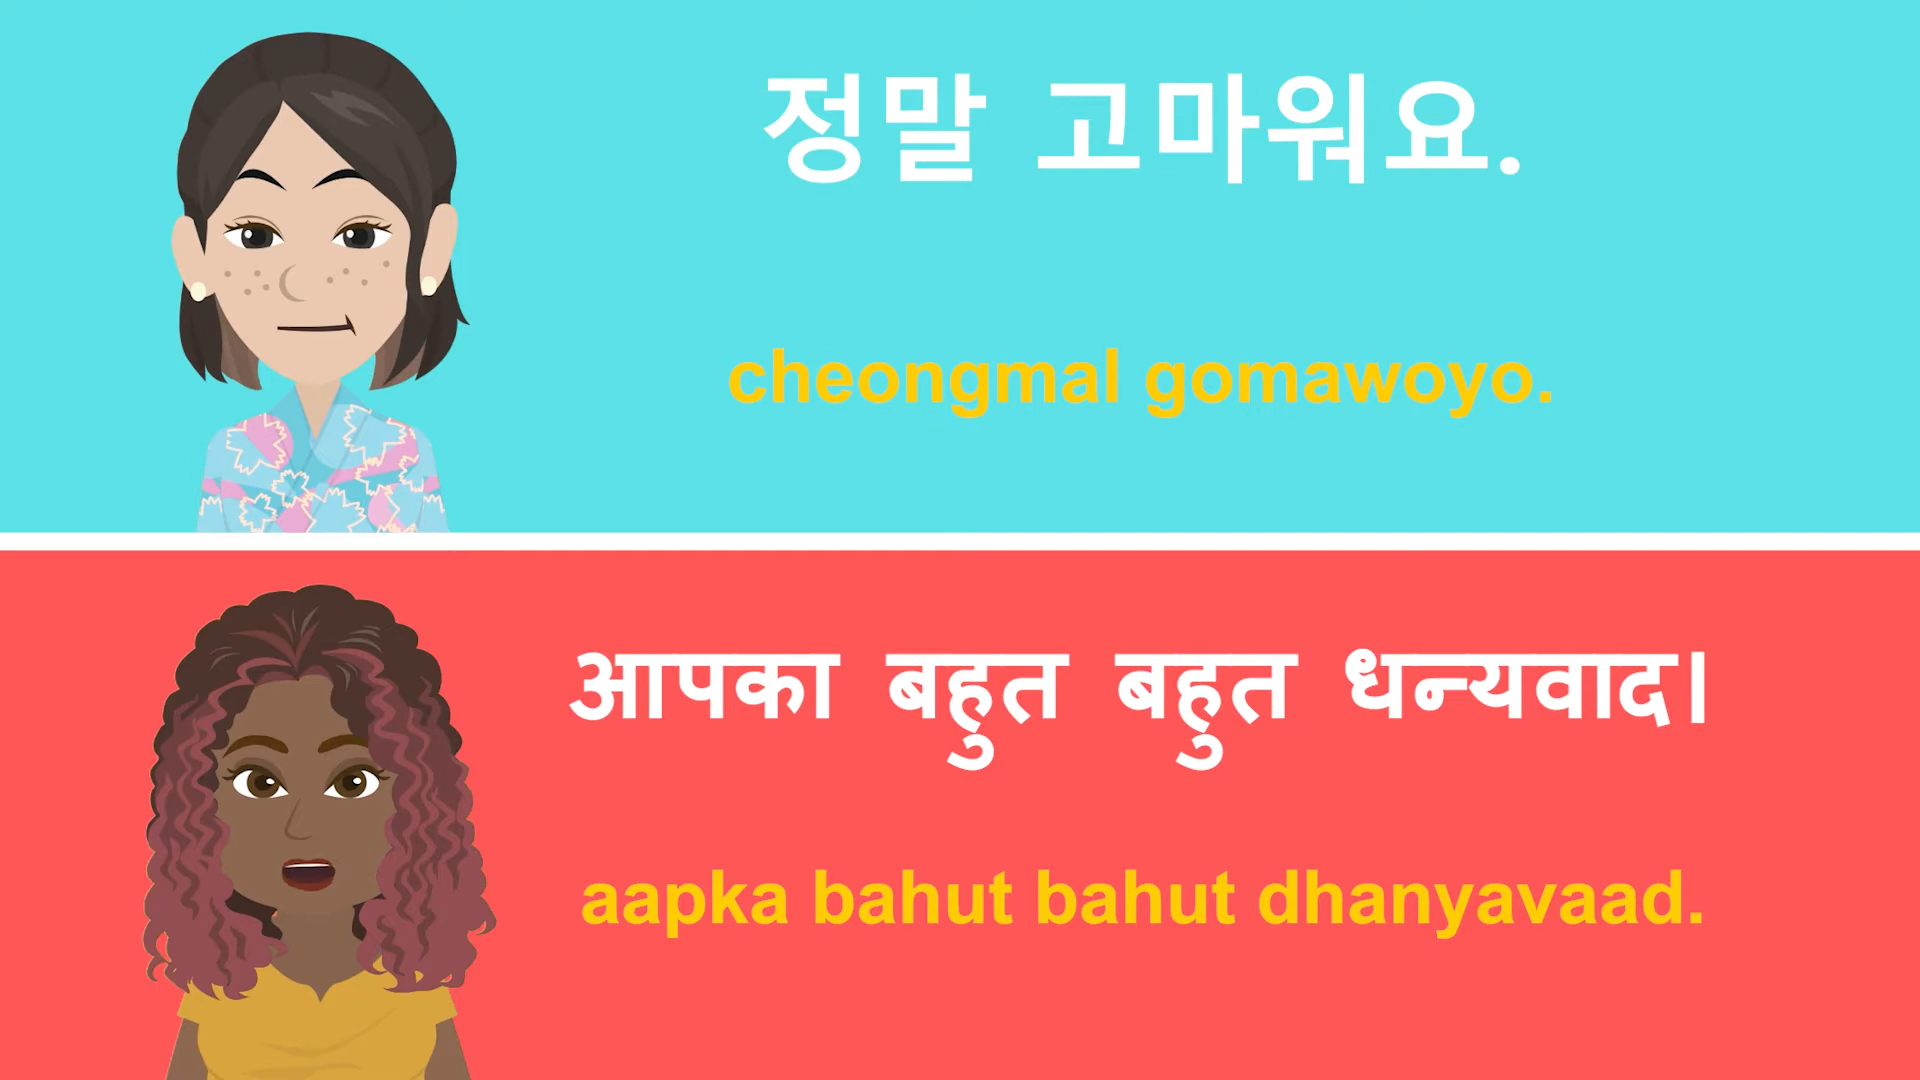 정말 고마워요.
cheongmal gomawoyo.
आपका बहुत बहुत धन्यवाद।
aapka bahut bahut dhanyavaad.